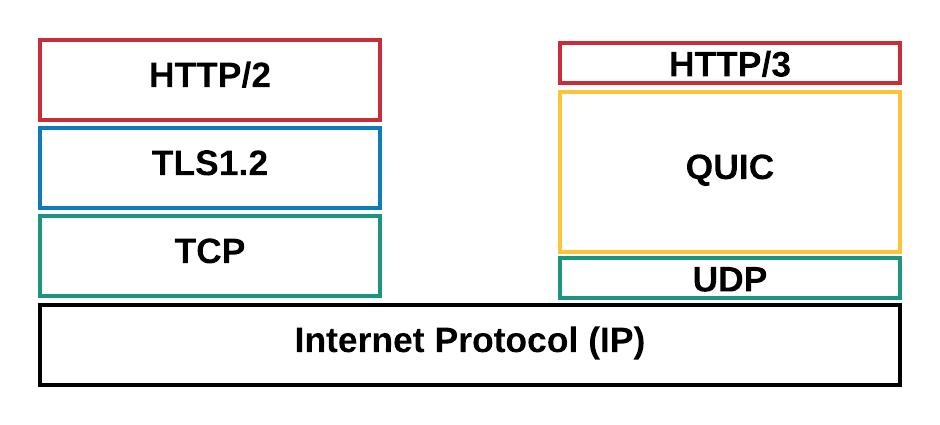 HTTP/2
TLS1.2
TCP
HTTP/3
QUIC
UDP
Internet Protocol (IP)